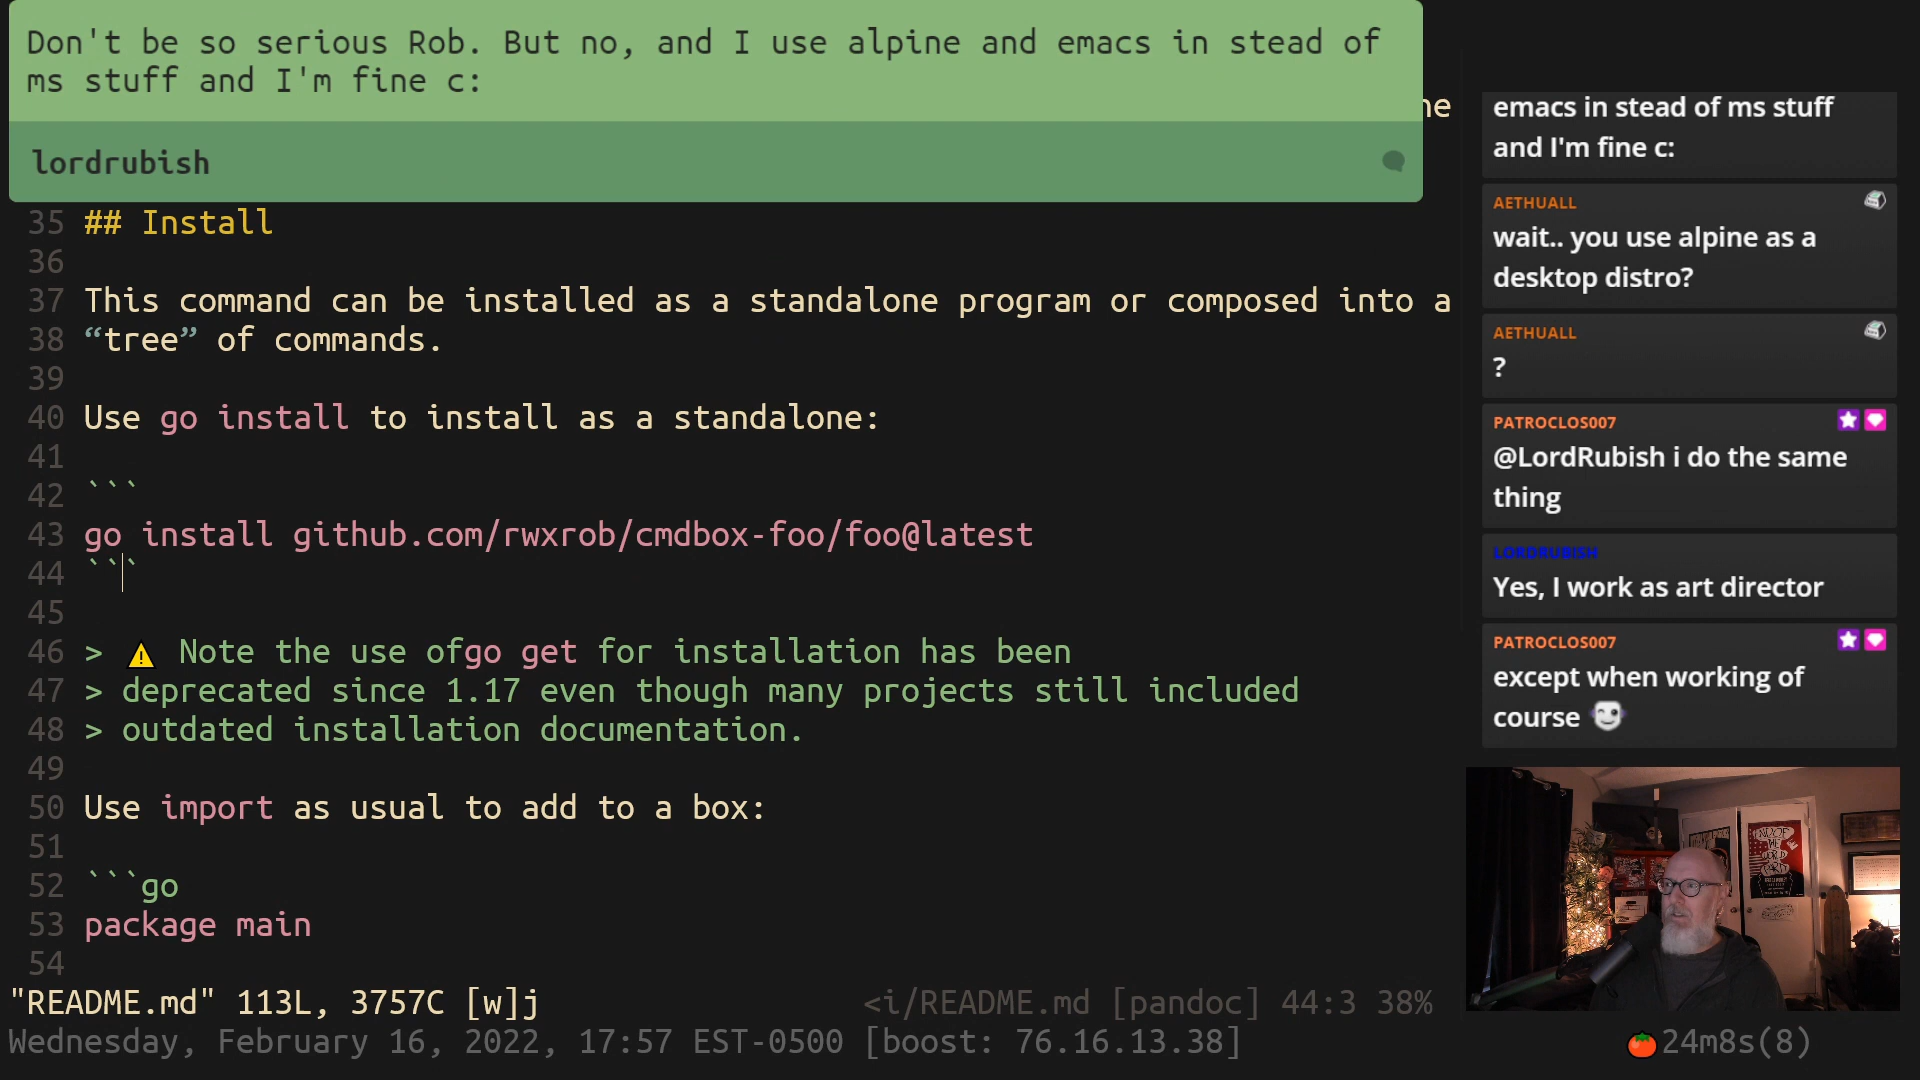 Don't be so serious Rob. But no, and I use alpine and emacs in stead of
ms stuff and I'm fine c:
lordrubish
35 ## Install
36
37 This command can be installed as a standalone program or composed into a
38 “tree” of commands.
39
40 Use go install to install as a standalone:
41
42 ```
43 go install github.com/rwxrob/cmdbox-foo/foo@latest
44 ```
45
46 > ⚠ Note the use ofgo get for installation has been
47 > deprecated since 1.17 even though many projects still included
48 > outdated installation documentation.
49
50 Use import as usual to add to a box:
51
52 ```go
53 package main
54
"README.md" 113L, 3757C [w]j <i/README.md [pandoc] 44:3 38%
Wednesday, February 16, 2022, 17:57 EST-0500 [boost: 76.16.13.38]
24m8s(8)
emacs in stead of ms stuff
and I'm fine c:
AETHUALL
wait.. you use alpine as a
desktop distro?
AETHUALL
?
PATROCLOS007
@LordRubish i do the same
thing
LORDRUBISH
Yes, I work as art director
PATROCLOS007
except when working of
course